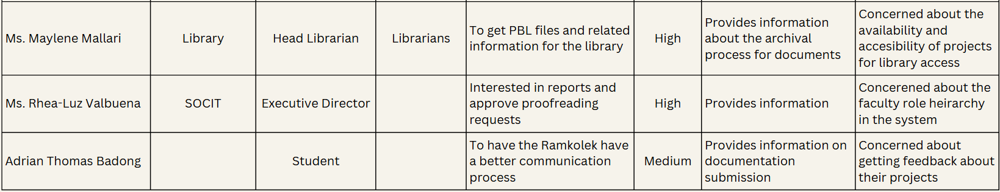 Ms. Maylene Mallari
Library
Head Librarian
Librarians
To get PBL files and related
information for the library
High
Provides information
about the archival
process for documents
Concerned about the
availability and
accesibility of projects
for library access
Ms. Rhea-Luz Valbuena
SOCIT
Executive Director
Interested in reports and
approve proofreading
requests
High
Provides information
Concerened about the
faculty role heirarchy
in the system
Adrian Thomas Badong
Student
To have the Ramkolek have
a better communication
process
Medium
Provides information on
documentation
submission
Concerned about
getting feedback about
their projects